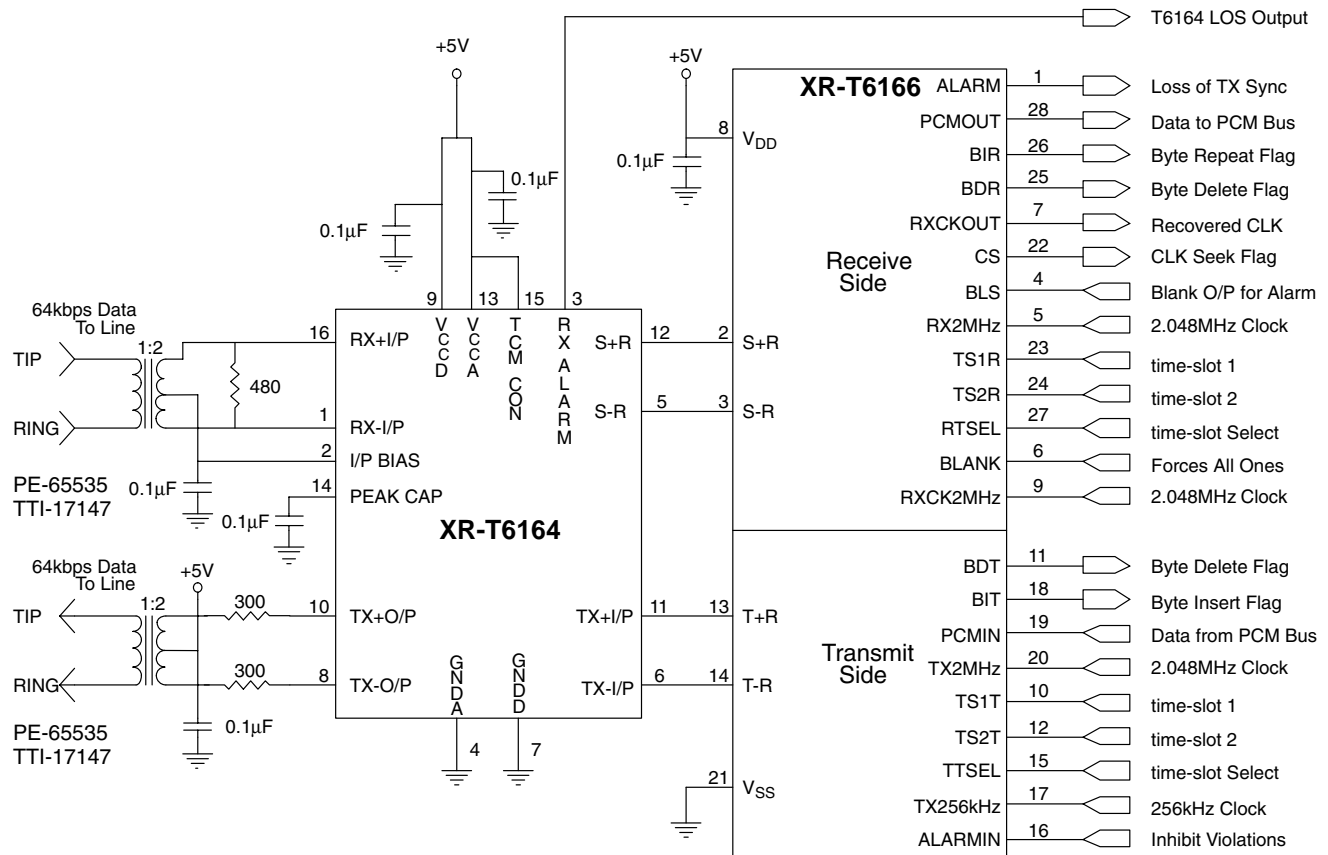 T6164 LOS Output
+5V
+5V
XR-T6166
ALARM 1 Loss of TX Sync
PCMOUT 28 Data to PCM Bus
8 VDD
0.1µF
BIR 26 Byte Repeat Flag
BDR 25 Byte Delete Flag
0.1µF
0.1µF
RXCKOUT 7 Recovered CLK
Receive
Side
CS 22 CLK Seek Flag
BLS 4 Blank O/P for Alarm
RX2MHz 5 2.048MHz Clock
TS1R 23 time-slot 1
TS2R 24 time-slot 2
RTSEL 27 time-slot Select
BLANK 6 Forces All Ones
RXCK2MHz 9 2.048MHz Clock
64kbps Data
To Line
1:2
TIP
RING
480
PE-65535
TTI-17147
0.1µF
0.1µF
9 13 15 3
VCCD
VCCA
TCM CON
RX ALARM
16 RX+I/P
1 RX-I/P
2 I/P BIAS
14 PEAK CAP
S+R 12 2 S+R
S-R 5 3 S-R
XR-T6164
64kbps Data
To Line
+5V
1:2
TIP
RING
300
300
10 TX+O/P
8 TX-O/P
PE-65535
TTI-17147
0.1µF
GNDA
GNDD
4 7
TX+I/P 11 13 T+R
TX-I/P 6 14 T-R
Transmit
Side
21 VSS
BDT 11 Byte Delete Flag
BIT 18 Byte Insert Flag
PCMIN 19 Data from PCM Bus
TX2MHz 20 2.048MHz Clock
TS1T 10 time-slot 1
TS2T 12 time-slot 2
TTSEL 15 time-slot Select
TX256kHz 17 256kHz Clock
ALARMIN 16 Inhibit Violations